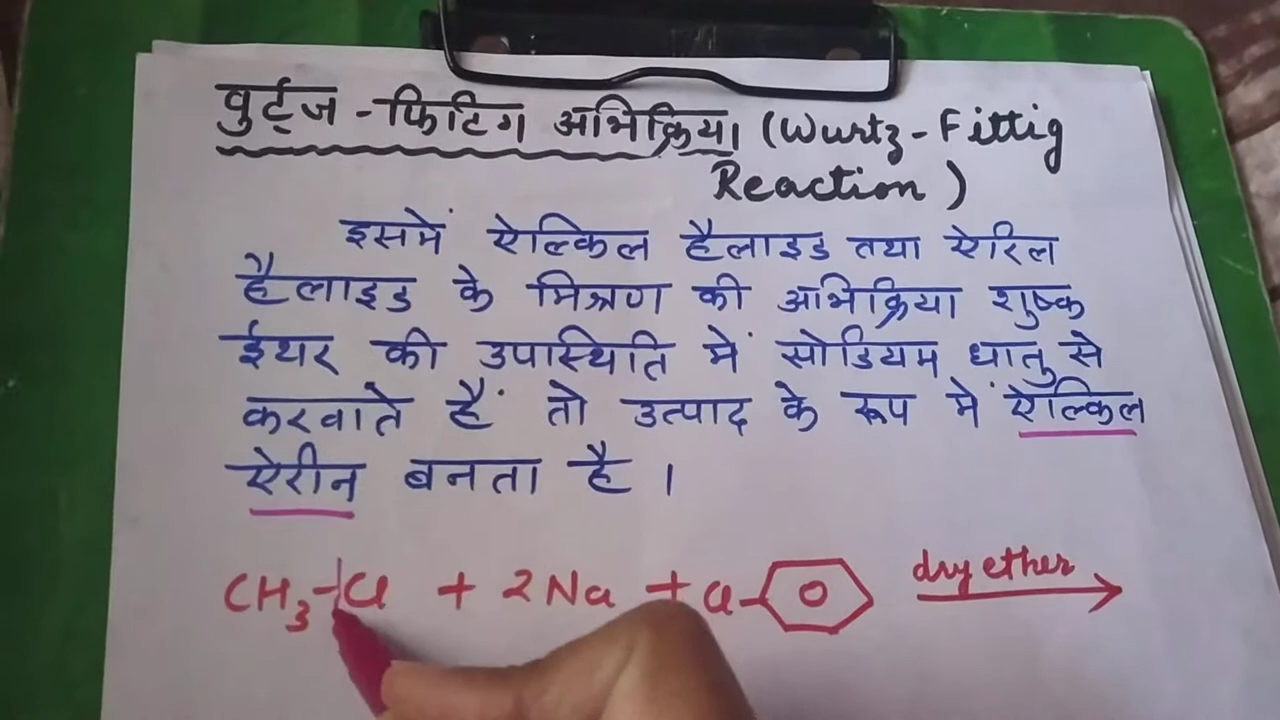 वुर्ट्ज - फिटिग अभिक्रिया (Wurtz - Fittig
Reaction)
इसमें ऐल्किल हैलाइड तथा ऐरिल
हैलाइड के मिश्रण की अभिक्रिया शुष्क
ईथर की उपास्थिति में सोडियम धातु से
करवाते हैं तो उत्पाद के रूप में ऐल्किल
ऐरीन बनता है ।
CH₃-Cl + 2Na + Cl- dry ether